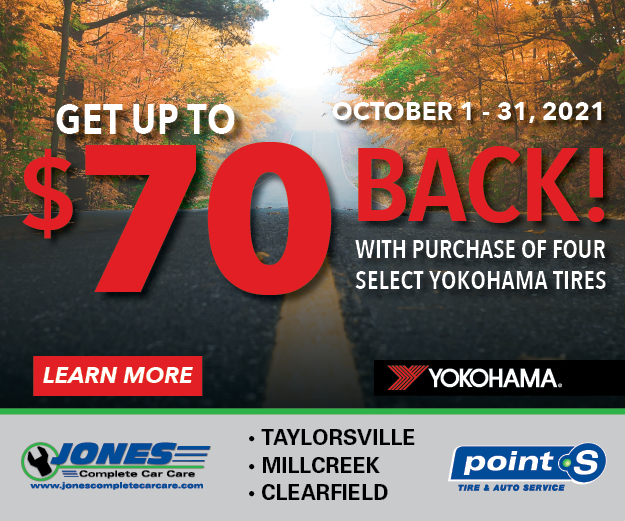 GET UP TO
$70
OCTOBER 1 - 31, 2021
BACK!
WITH PURCHASE OF FOUR
SELECT YOKOHAMA TIRES
LEARN MORE
YOKOHAMA®
JONES
Complete Car Care
www.jonescompletecarcare.com
• TAYLORSVILLE
• MILLCREEK
• CLEARFIELD
point S
TIRE & AUTO SERVICE